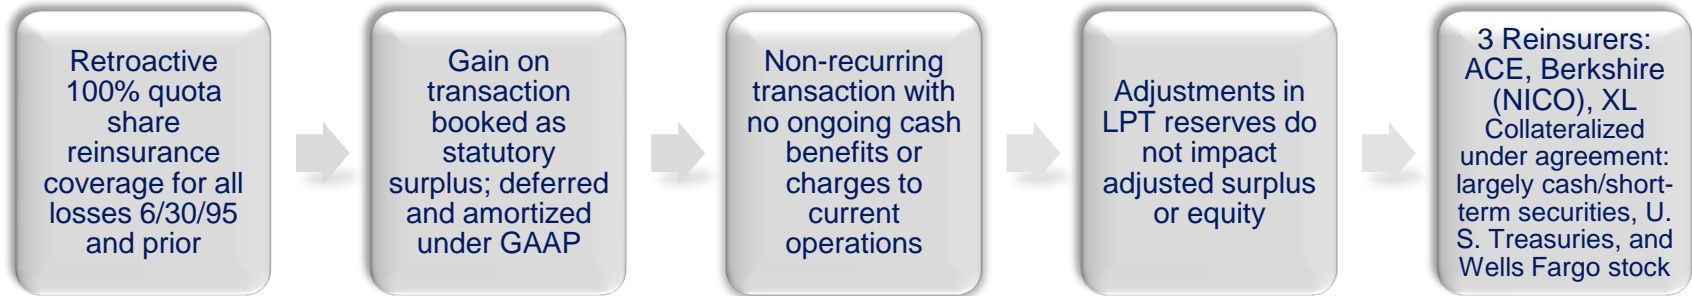 Retroactive
100% quota
share
reinsurance
coverage for all
losses 6/30/95
and prior
Gain on
transaction
booked as
statutory
surplus; deferred
and amortized
under GAAP
Non-recurring
transaction with
no ongoing cash
benefits or
charges to
current
operations
Adjustments in
LPT reserves do
not impact
adjusted surplus
or equity
3 Reinsurers:
ACE, Berkshire
(NICO), XL
Collateralized
under agreement:
largely cash/short-
term securities, U.
S. Treasuries, and
Wells Fargo stock